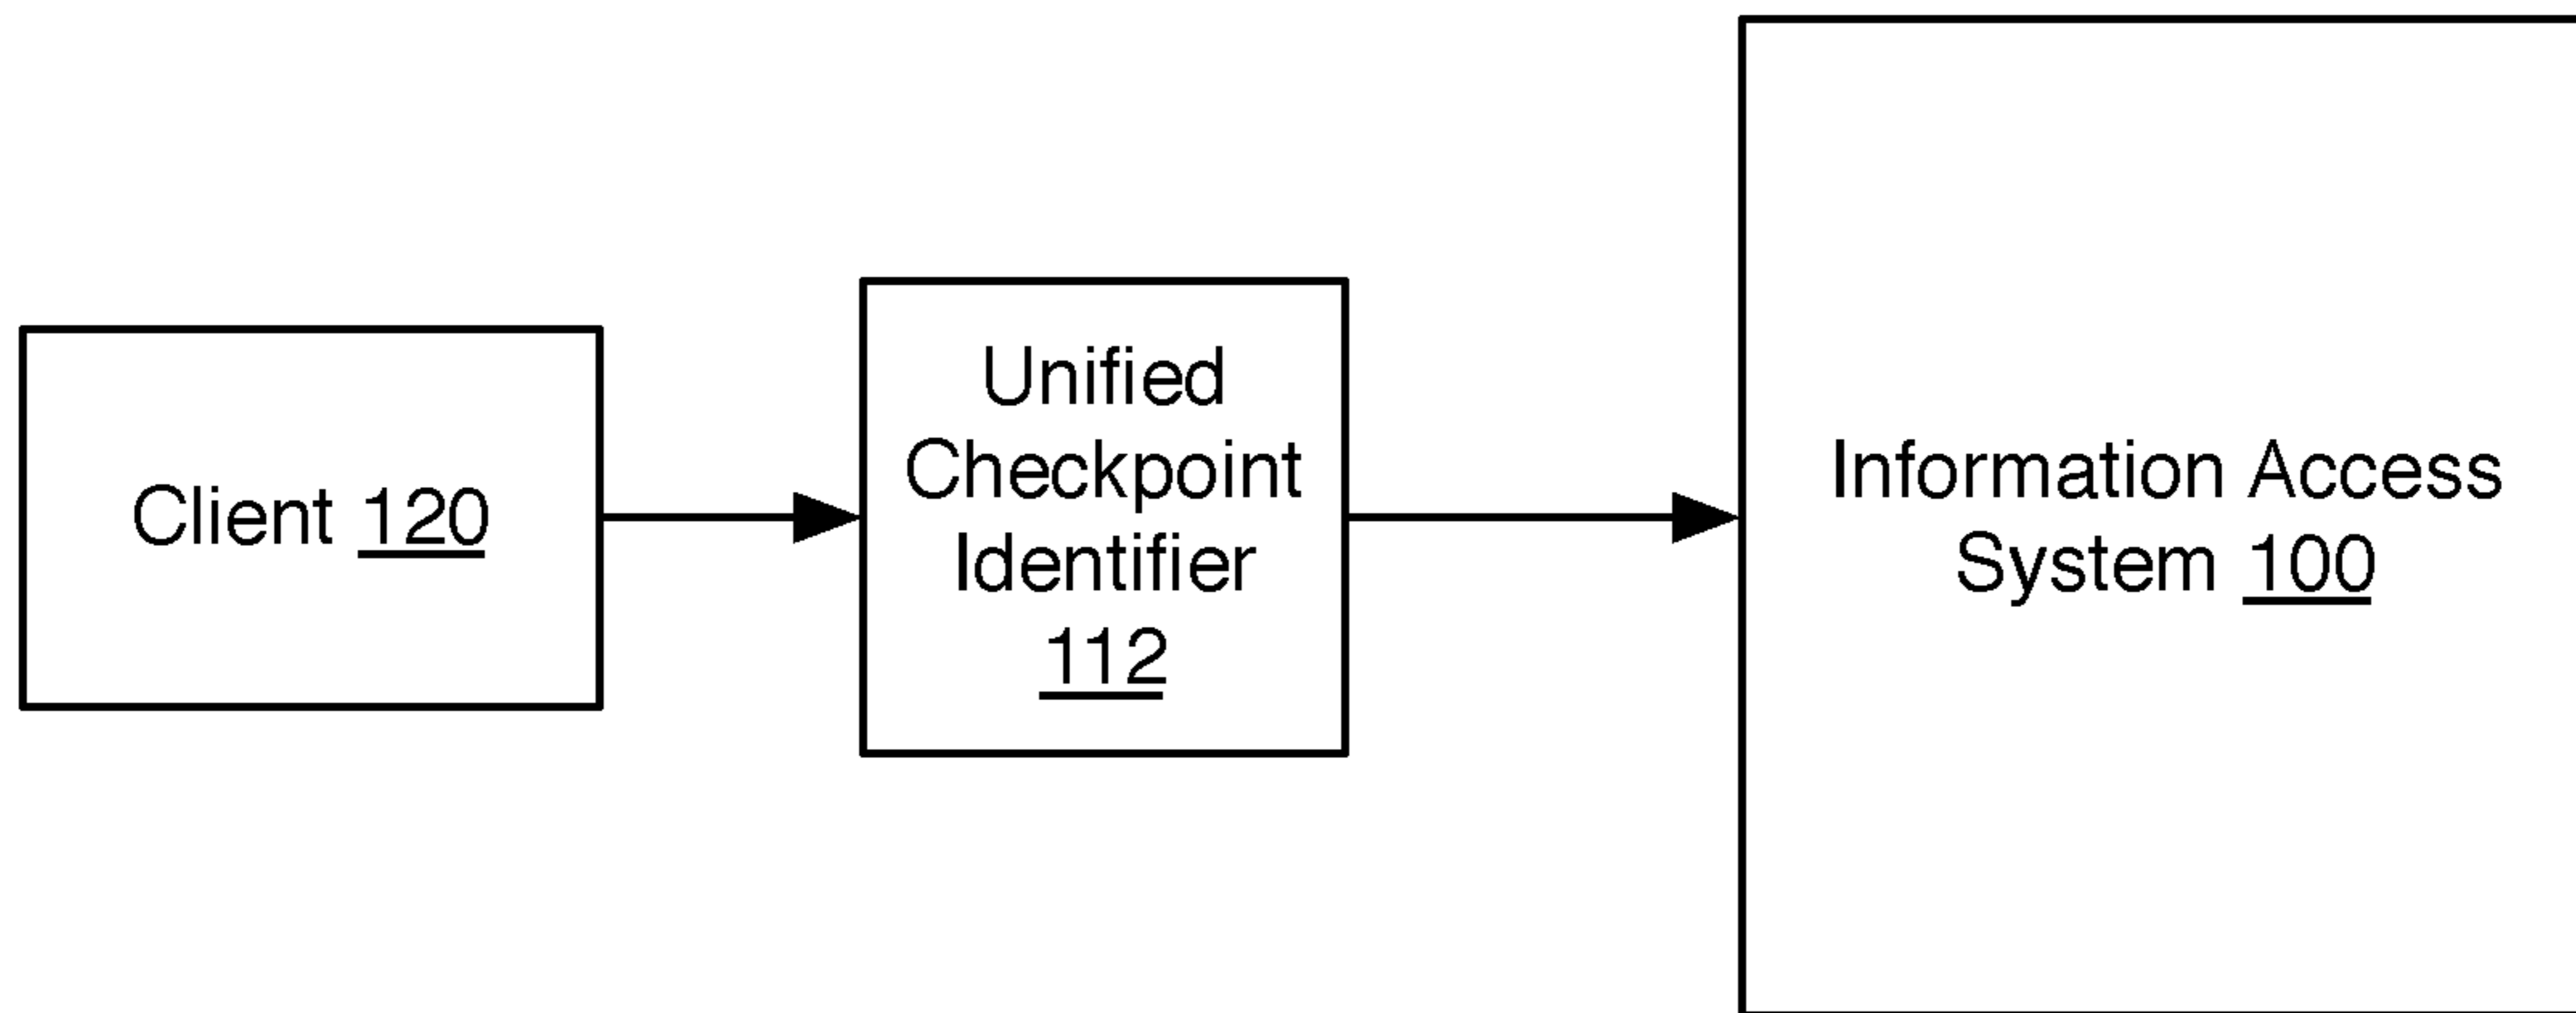 Client 120
Unified
Checkpoint
Identifier
112
Information Access
System 100